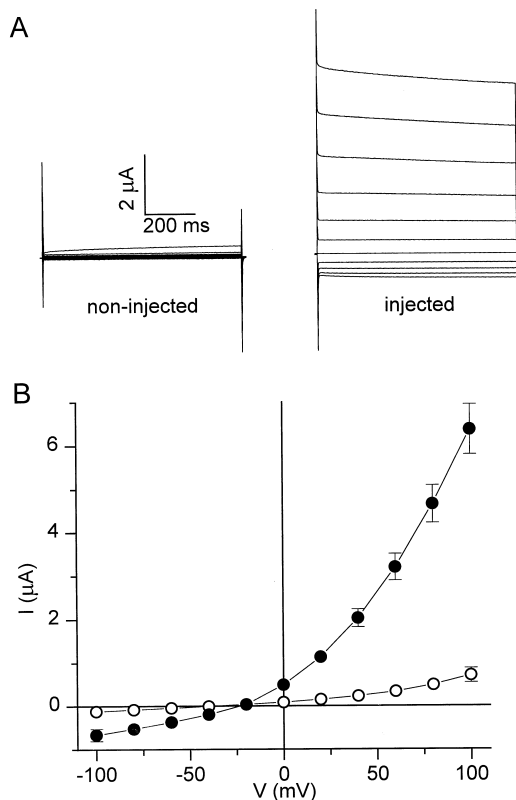 A
2 μA
200 ms
non-injected
injected
B
I (μA)
6
4
2
0
-100
-50
0
50
100
V (mV)